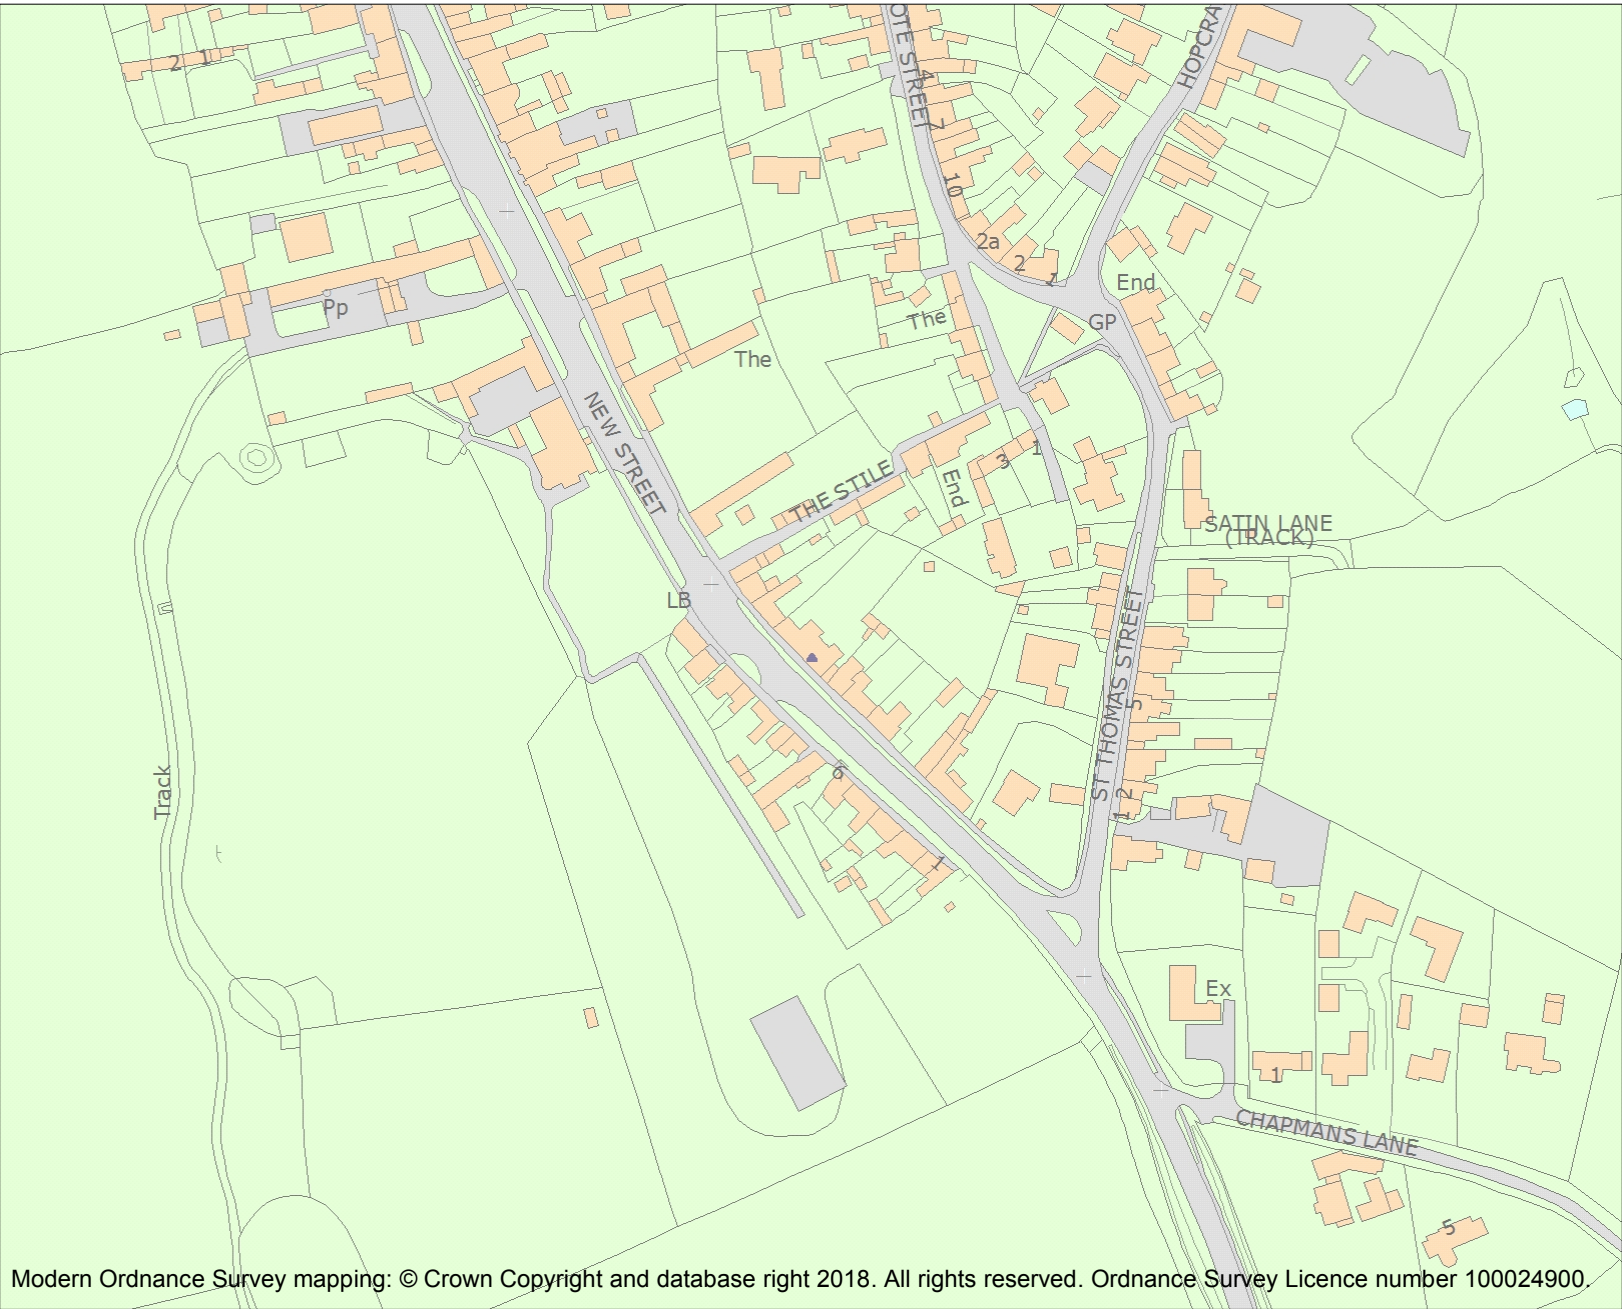 OTE STREET
HOPCRA
2
1
4
7
10
2a
2
1
End
Pp
The
GP
The
NEW STREET
THE STILE
3
1
End
SATIN LANE
(TRACK)
LB
ST THOMAS STREET
5
Track
6
1 2
1
Ex
1
CHAPMANS LANE
5
Modern Ordnance Survey mapping: © Crown Copyright and database right 2018. All rights reserved. Ordnance Survey Licence number 100024900.